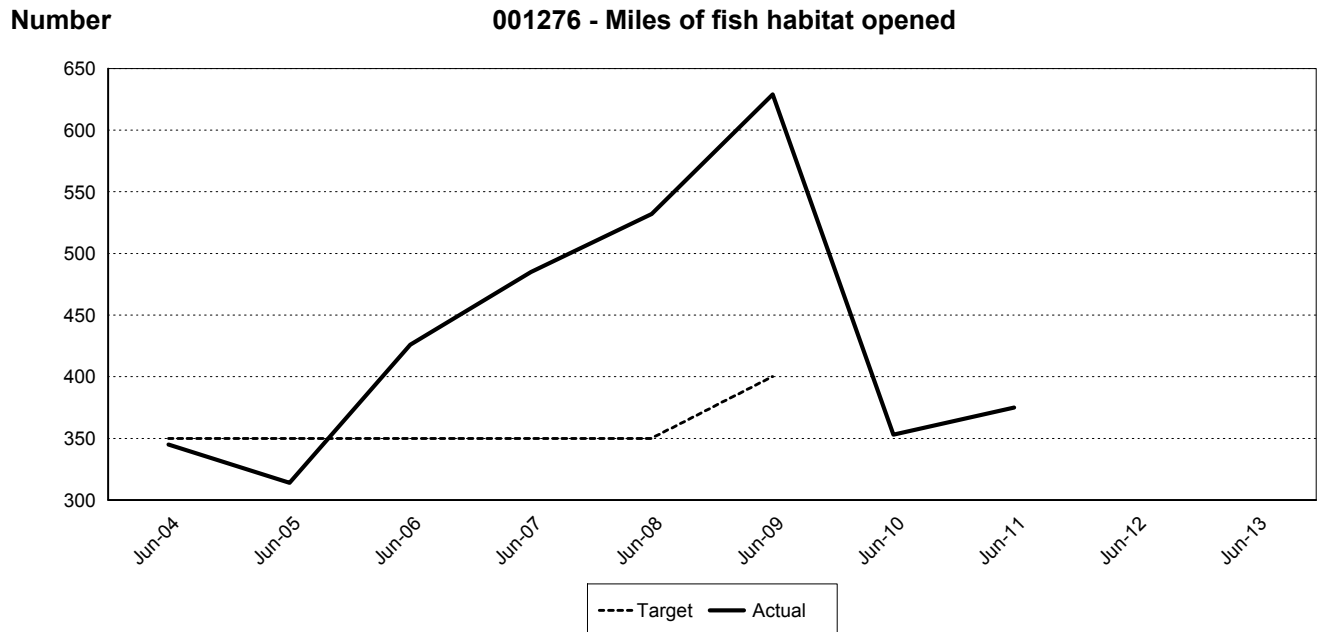 Number 001276 - Miles of fish habitat opened
650
600
550
500
450
400
350
300
Jun-04 Jun-05 Jun-06 Jun-07 Jun-08 Jun-09 Jun-10 Jun-11 Jun-12 Jun-13
Target Actual